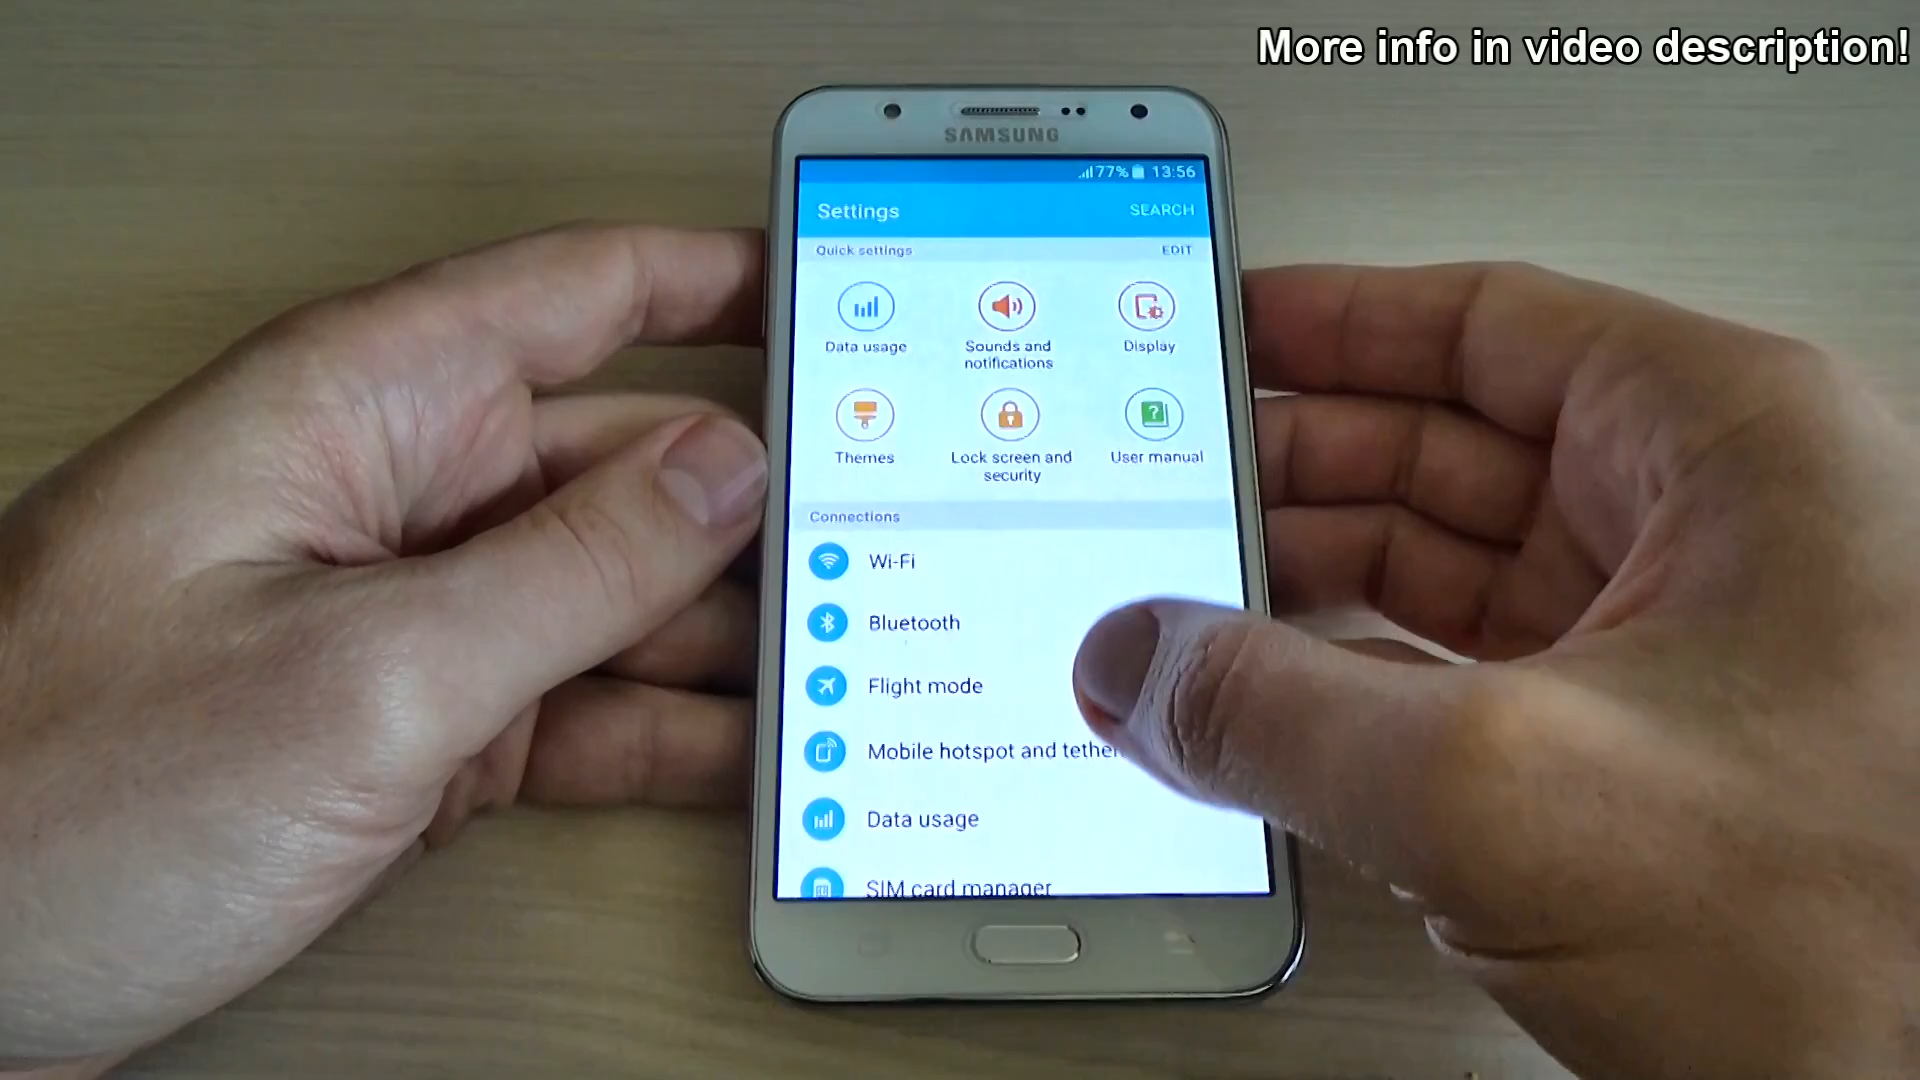 More info in video description!
SAMSUNG
77% 13:56
Settings SEARCH
Quick settings EDIT
Data usage
Sounds and
notifications
Display
Themes
Lock screen and
security
User manual
Connections
Wi-Fi
Bluetooth
Flight mode
Mobile hotspot and tether
Data usage
SIM card manager